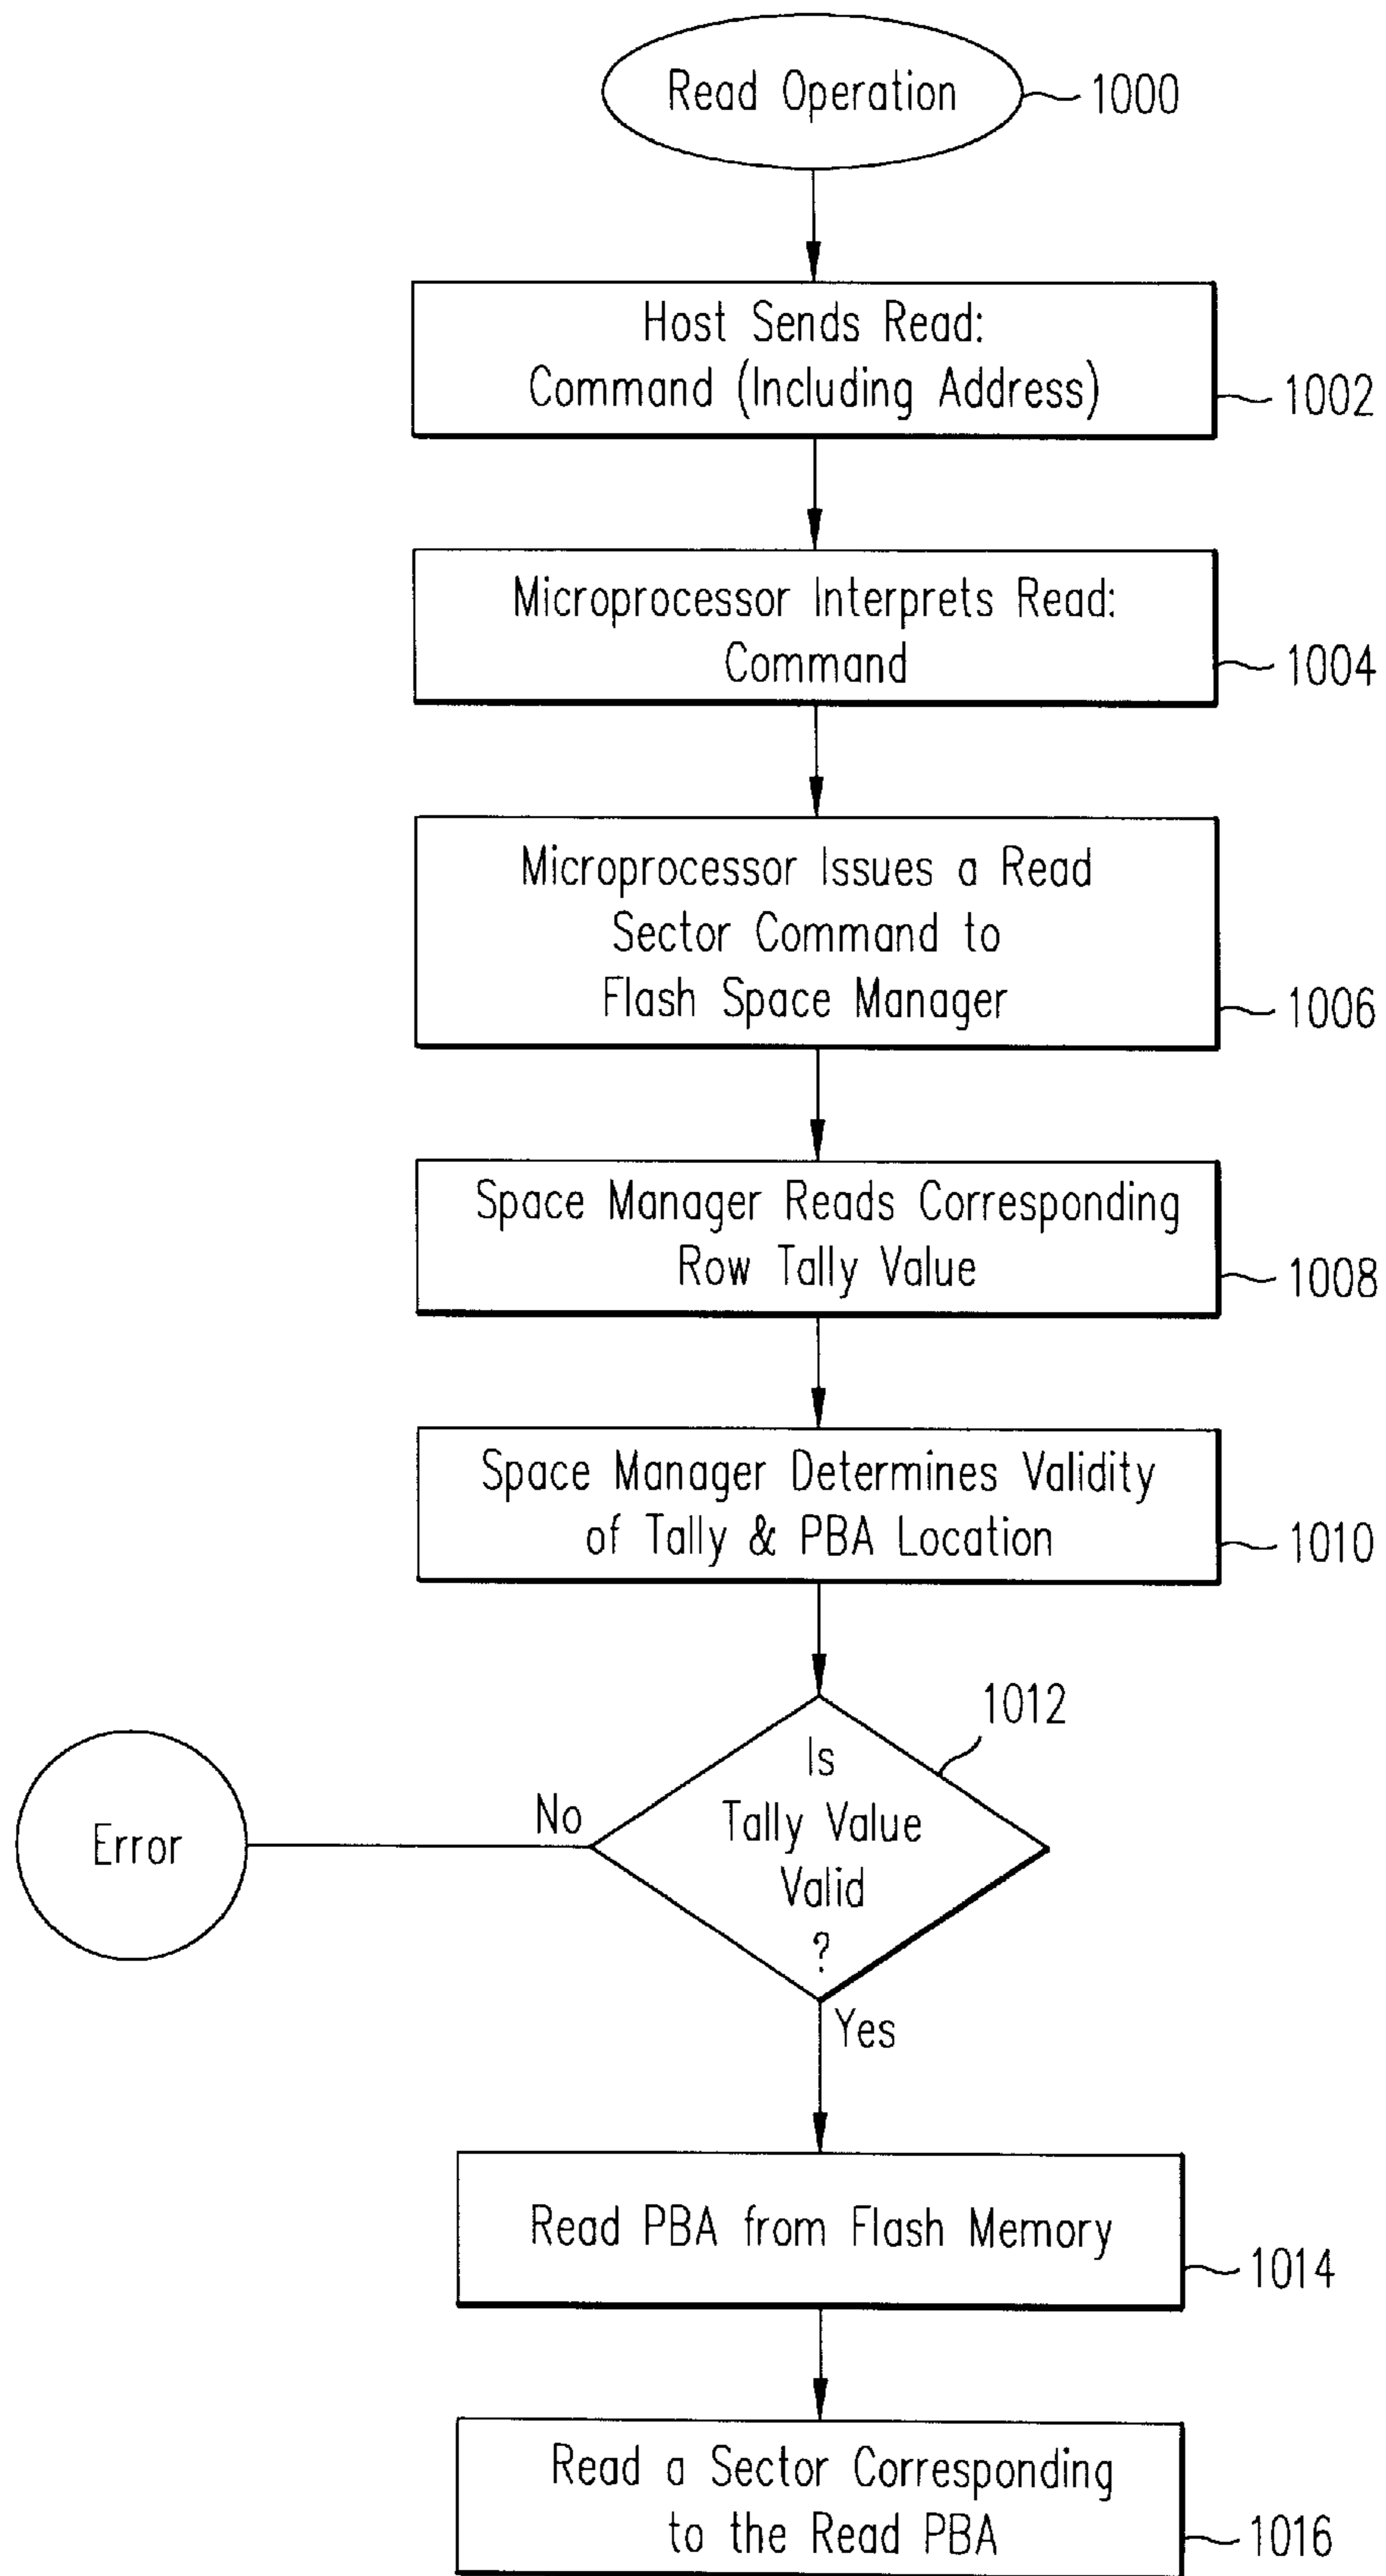 Read Operation
1000
Host Sends Read:
Command (Including Address)
1002
Microprocessor Interprets Read:
Command
1004
Microprocessor Issues a Read
Sector Command to
Flash Space Manager
1006
Space Manager Reads Corresponding
Row Tally Value
1008
Space Manager Determines Validity
of Tally & PBA Location
1010
1012
Is
Tally Value
Valid
?
No
Error
Yes
Read PBA from Flash Memory
1014
Read a Sector Corresponding
to the Read PBA
1016